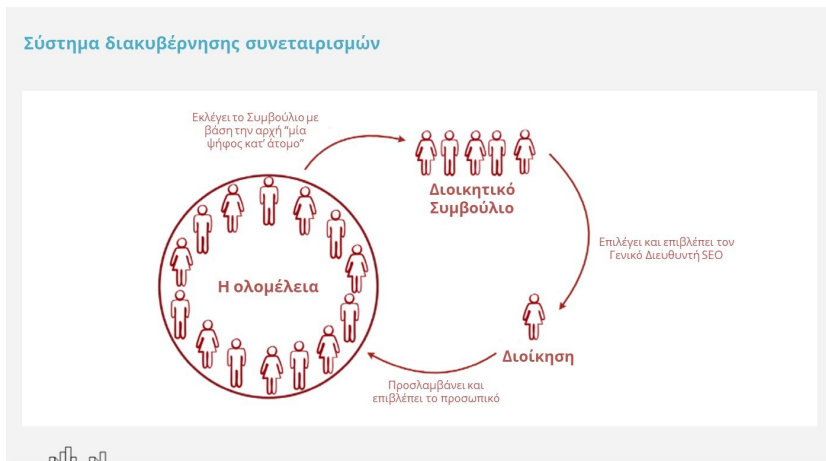 Σύστημα διακυβέρνησης συνεταιρισμών
Εκλέγει το Συμβούλιο με
βάση την αρχή “μία
ψήφος κατ’ άτομο”
Διοικητικό
Συμβούλιο
Επιλέγει και επιβλέπει τον
Γενικό Διευθυντή SEO
Η ολομέλεια
Διοίκηση
Προσλαμβάνει και
επιβλέπει το προσωπικό